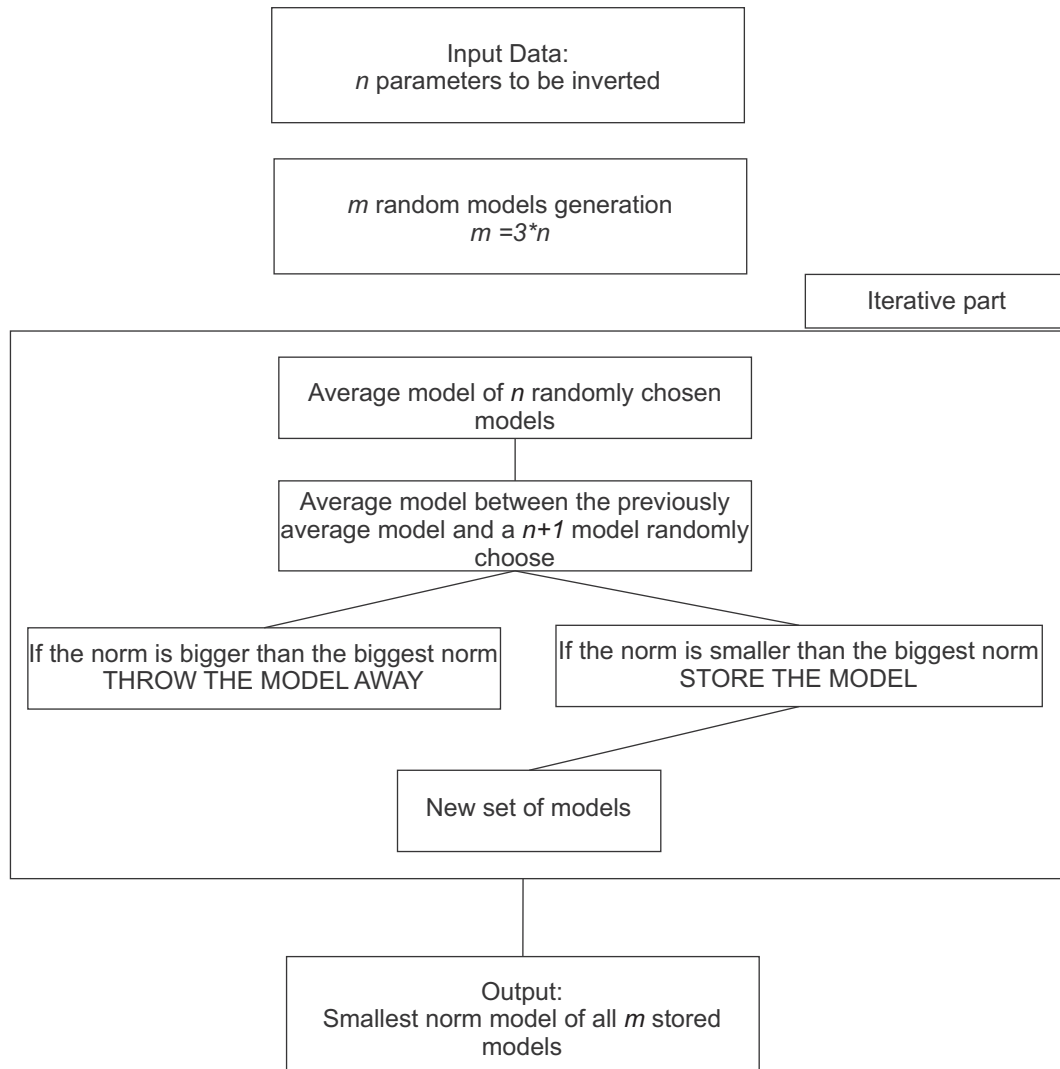 Input Data:
n parameters to be inverted
m random models generation
m =3*n
Iterative part
Average model of n randomly chosen
models
Average model between the previously
average model and a n+1 model randomly
choose
If the norm is bigger than the biggest norm
THROW THE MODEL AWAY
If the norm is smaller than the biggest norm
STORE THE MODEL
New set of models
Output:
Smallest norm model of all m stored
models